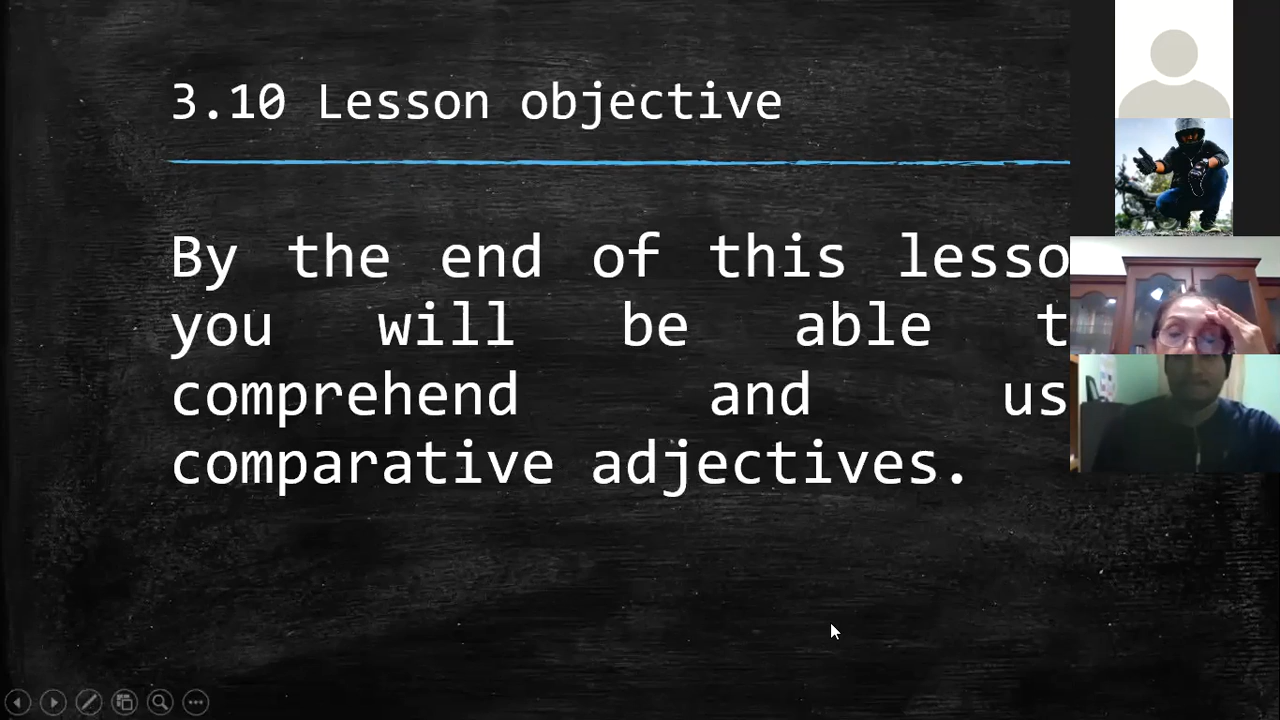 3.10 Lesson objective
By the end of this lesso
you will be able t
comprehend and us
comparative adjectives.